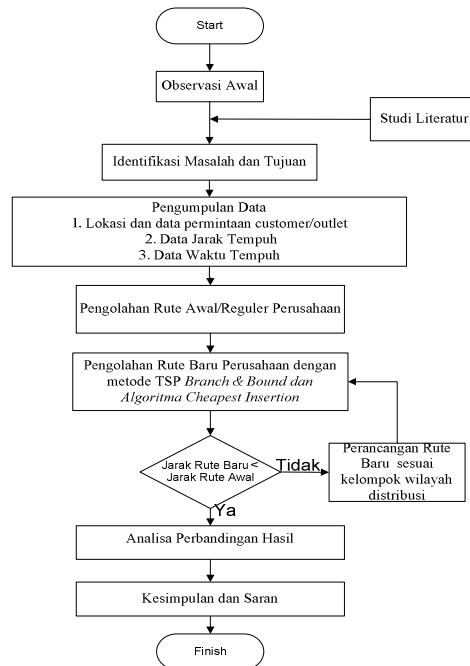 Start
Observasi Awal
Studi Literatur
Identifikasi Masalah dan Tujuan
Pengumpulan Data
1. Lokasi dan data permintaan customer/outlet
2. Data Jarak Tempuh
3. Data Waktu Tempuh
Pengolahan Rute Awal/Reguler Perusahaan
Pengolahan Rute Baru Perusahaan dengan
metode TSP Branch & Bound dan
Algoritma Cheapest Insertion
Jarak Rute Baru <
Jarak Rute Awal
Tidak
Perancangan Rute
Baru sesuai
kelompok wilayah
distribusi
Ya
Analisa Perbandingan Hasil
Kesimpulan dan Saran
Finish